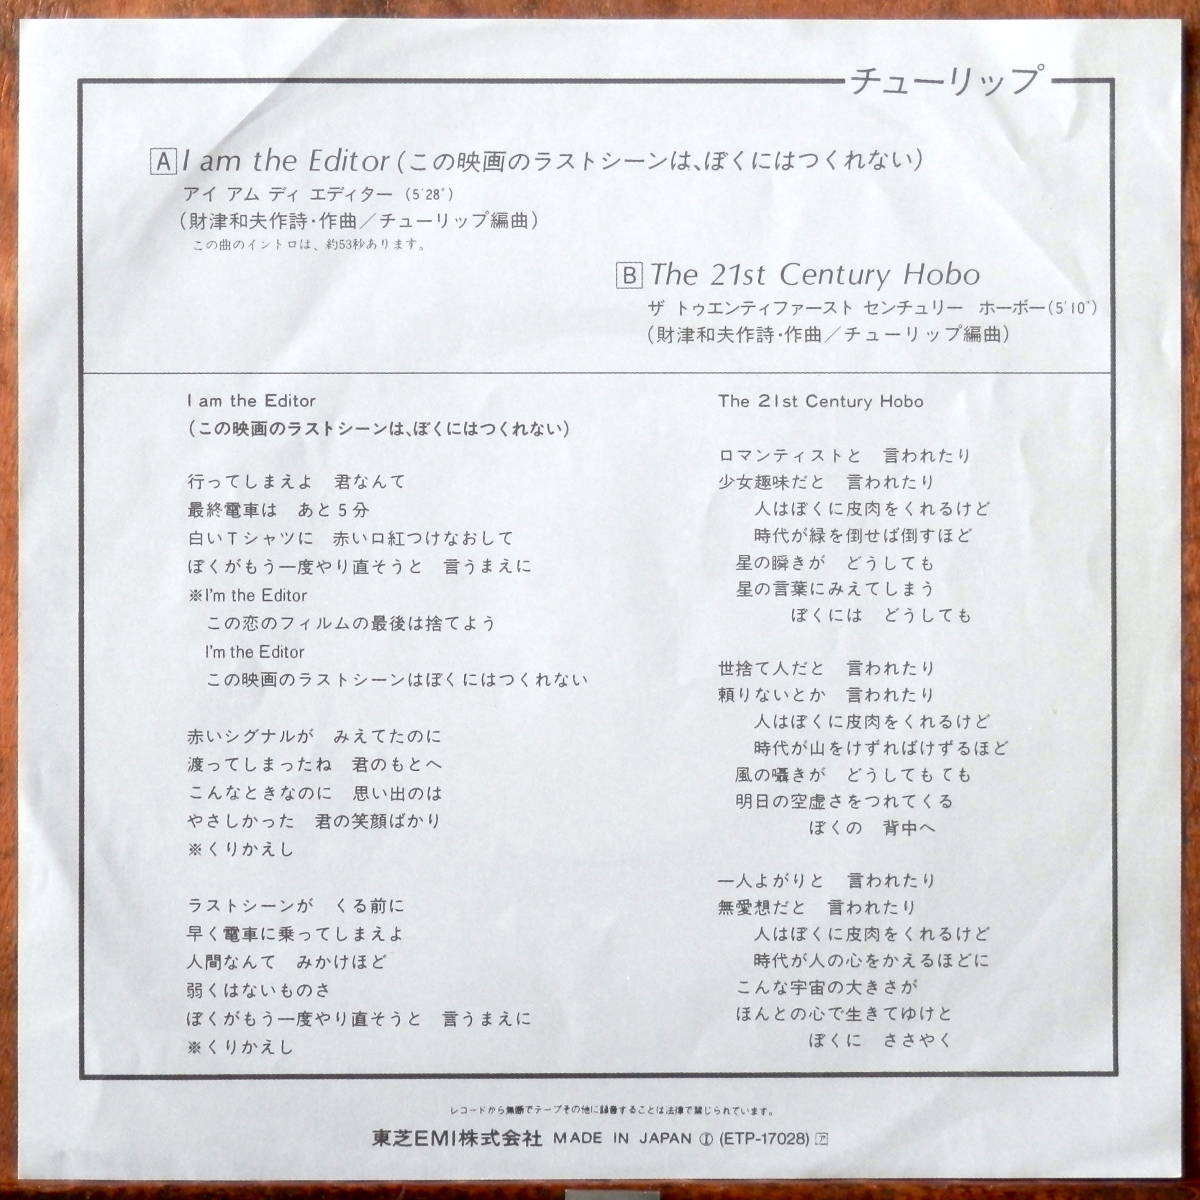 チューリップ
A I am the Editor(この映画のラストシーンは、ぼくにはつくれない)
アイ アム ディ エディター (5'28")
(財津和夫作詩・作曲/チューリップ編曲)
この曲のイントロは、約53秒あります。
B The 21st Century Hobo
ザ トゥエンティファースト センチュリー ホーボー(5'10")
(財津和夫作詩・作曲/チューリップ編曲)
I am the Editor
(この映画のラストシーンは、ぼくにはつくれない)
行ってしまえよ 君なんて
最終電車は あと5分
白いTシャツに 赤い口紅つけなおして
ぼくがもう一度やり直そうと 言うまえに
※I'm the Editor
この恋のフィルムの最後は捨てよう
I'm the Editor
この映画のラストシーンはぼくにはつくれない
赤いシグナルが みえてたのに
渡ってしまったね 君のもとへ
こんなときなのに 思い出のは
やさしかった 君の笑顔ばかり
※くりかえし
ラストシーンが くる前に
早く電車に乗ってしまえよ
人間なんて みかけほど
弱くはないものさ
ぼくがもう一度やり直そうと 言うまえに
※くりかえし
The 21st Century Hobo
ロマンティストと 言われたり
少女趣味だと 言われたり
人はぼくに皮肉をくれるけど
時代が緑を倒せば倒すほど
星の瞬きが どうしても
星の言葉にみえてしまう
ぼくには どうしても
世捨て人だと 言われたり
頼りないとか 言われたり
人はぼくに皮肉をくれるけど
時代が山をけずればけずるほど
風の囁きが どうしてもても
明日の空虚さをつれてくる
ぼくの 背中へ
一人よがりと 言われたり
無愛想だと 言われたり
人はぼくに皮肉をくれるけど
時代が人の心をかえるほどに
こんな宇宙の大きさが
ほんとの心で生きてゆけと
ぼくに ささやく
レコードから無断でテープその他に録音することは法律で禁じられています。
東芝EMI株式会社 MADE IN JAPAN Ⓣ (ETP-17028) ア